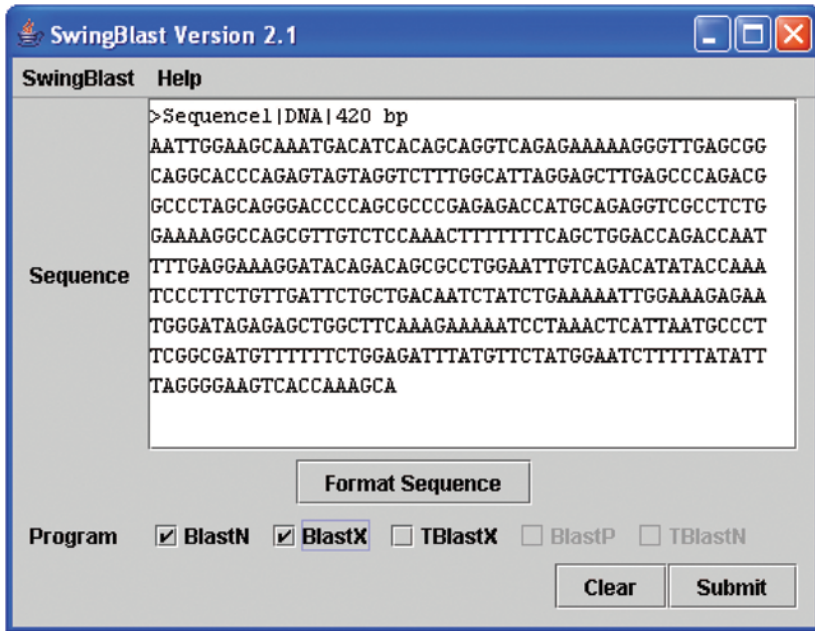 SwingBlast Version 2.1
SwingBlast Help
Sequence
>Sequence1|DNA|420 bp
AATTGGAAGCAAATGACATCACAGCAGGTCAGAGAAAAAGGGTTGAGCGG
CAGGCACCCAGAGTAGTAGGTCTTTGGCATTAGGAGCTTGAGCCCAGACG
GCCCTAGCAGGGACCCCAGCGCCCGAGAGACCATGCAGAGGTCGCCTCTG
GAAAAGGCCAGCGTTGTCTCCAAACTTTTTTTCAGCTGGACCAGACCAAT
TTTGAGGAAAGGATACAGACAGCGCCTGGAATTGTCAGACATATACCAAA
TCCCTTCTGTTGATTCTGCTGACAATCTATCTGAAAAATTGGAAAGAGAA
TGGGATAGAGAGCTGGCTTCAAAGAAAAATCCTAAACTCATTAATGCCCT
TCGGCGATGTTTTTTCTGGAGATTTATGTTCTATGGAATCTTTTTATATT
TAGGGGAAGTCACCAAAGCA
Format Sequence
Program BlastN BlastX TBlastX BlastP TBlastN
Clear Submit